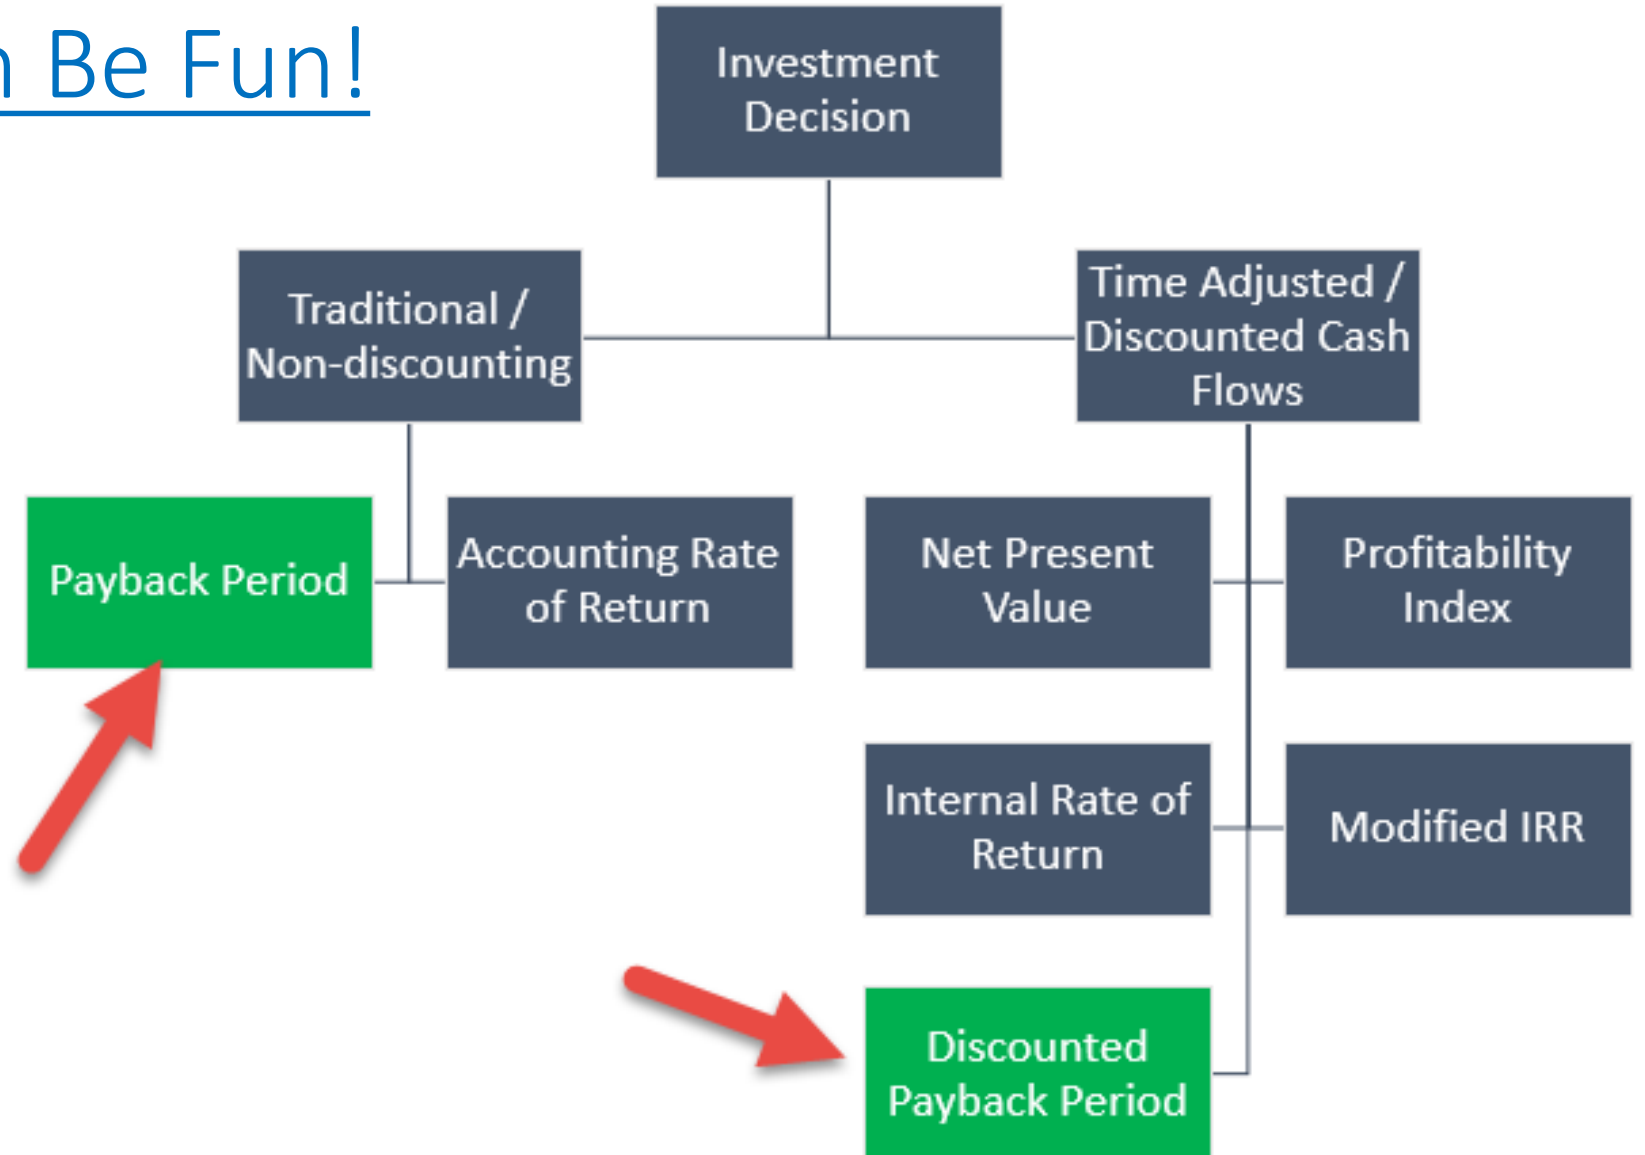 Be Fun!
Investment
Decision
Traditional /
Non-discounting
Time Adjusted /
Discounted Cash
Flows
Payback Period
Accounting Rate
of Return
Net Present
Value
Profitability
Index
Internal Rate of
Return
Modified IRR
Discounted
Payback Period